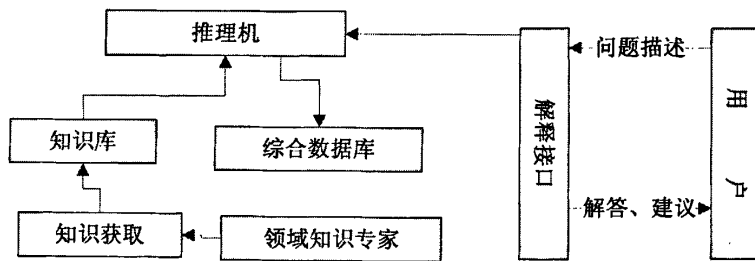 推理机
问题描述
知识库
综合数据库
解释接口
用户
解答、建议
知识获取
领域知识专家